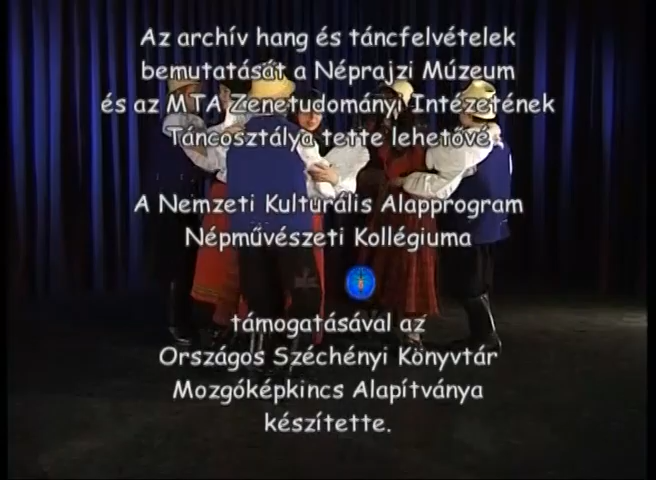 Az archív hang és táncfelvételek
bemutatását a Néprajzi Múzeum
és az MTA Zenetudományi Intézetének
Táncosztálya tette lehetővé.
A Nemzeti Kulturális Alapprogram
Népművészeti Kollégiuma
támogatásával az
Országos Széchényi Könyvtár
Mozgóképkincs Alapítványa
készítette.